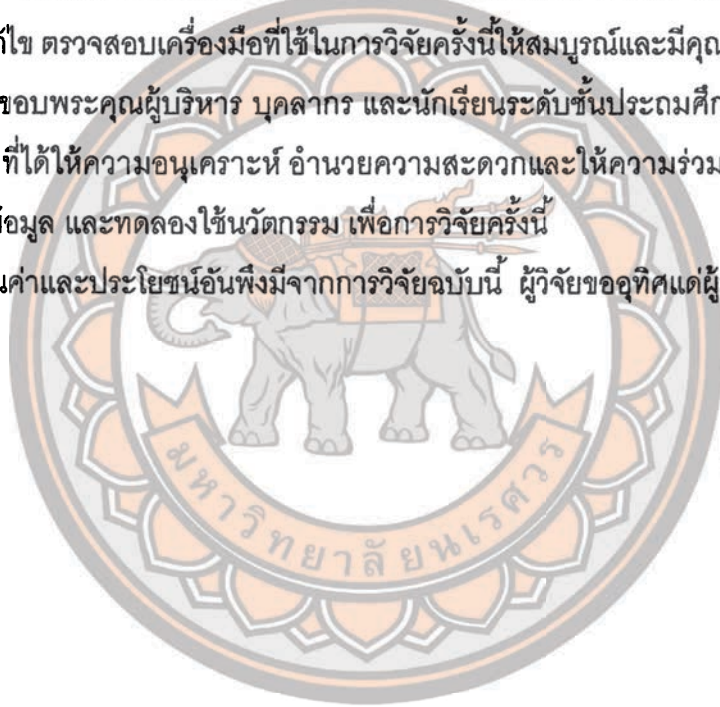 ตรวจสอบเครื่องมือที่ใช้ในการวิจัยครั้งนี้ให้สมบูรณ์และมีคุณ
ขอบพระคุณผู้บริหาร บุคลากร และนักเรียนระดับชั้นประถมศึก
ที่ได้ให้ความอนุเคราะห์ อำนวยความสะดวกและให้ความร่วม
ข้อมูล และทดลองใช้นวัตกรรม เพื่อการวิจัยครั้งนี้
นค่าและประโยชน์อันพึงมีจากการวิจัยฉบับนี้ ผู้วิจัยขออุทิศแด่ผู้
มหาวิทยาลัยนเรศวร